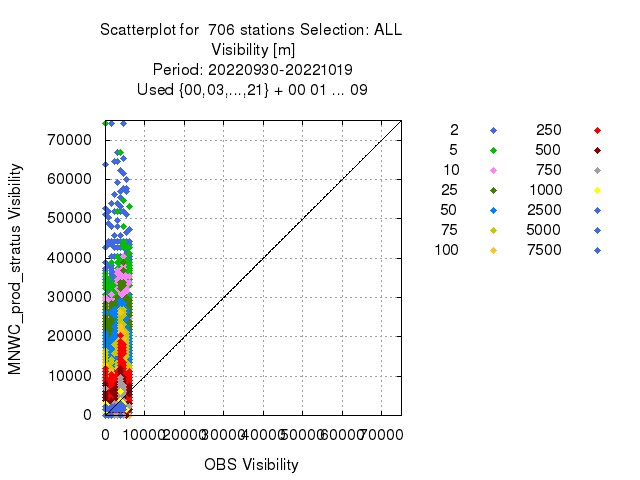 Scatterplot for 706 stations Selection: ALL
Visibility [m]
Period: 20220930-20221019
Used {00,03,...,21} + 00 01 ... 09
MNWC_prod_stratus Visibility
70000
60000
50000
40000
30000
20000
10000
0
0 10000 20000 30000 40000 50000 60000 70000
OBS Visibility
2 250
5 500
10 750
25 1000
50 2500
75 5000
100 7500